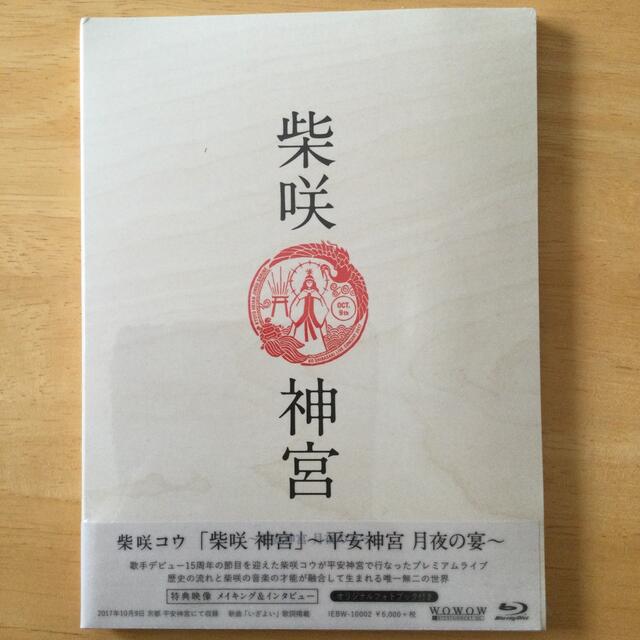 柴咲
OCT.
9th
神宮
柴咲コウ 「柴咲 神宮」〜平安神宮 月夜の宴〜
歌手デビュー15周年の節目を迎えた柴咲コウが平安神宮で行なったプレミアムライブ
歴史の流れと柴咲の音楽の才能が融合して生まれる唯一無二の世界
特典映像 メイキング&インタビュー オリジナルフォトブック付き
2017年10月9日 京都 平安神宮にて収録 新曲「いざよい」歌詞掲載 IEBW-10002 ¥5,000+税
WOWOW
Blu-ray Disc